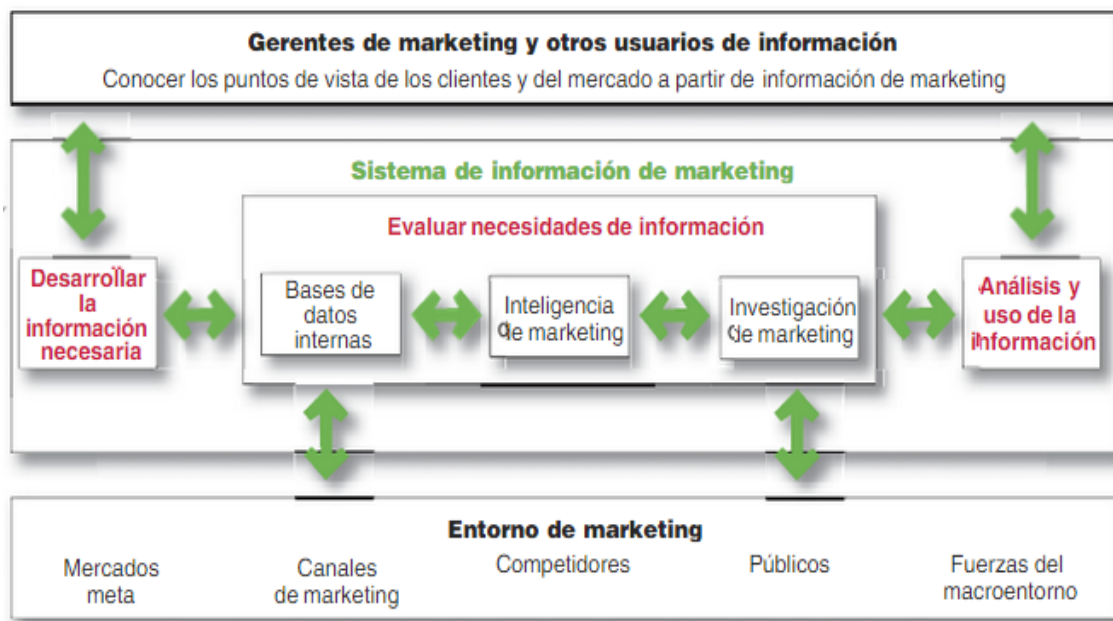 Gerentes de marketing y otros usuarios de información
Conocer los puntos de vista de los clientes y del mercado a partir de información de marketing
Sistema de información de marketing
Evaluar necesidades de información
Desarrollar
la
información
necesaria
Bases de
datos
internas
Inteligencia
de marketing
Investigación
de marketing
Análisis y
uso de la
información
Entorno de marketing
Mercados
meta
Canales
de marketing
Competidores
Públicos
Fuerzas del
macroentorno